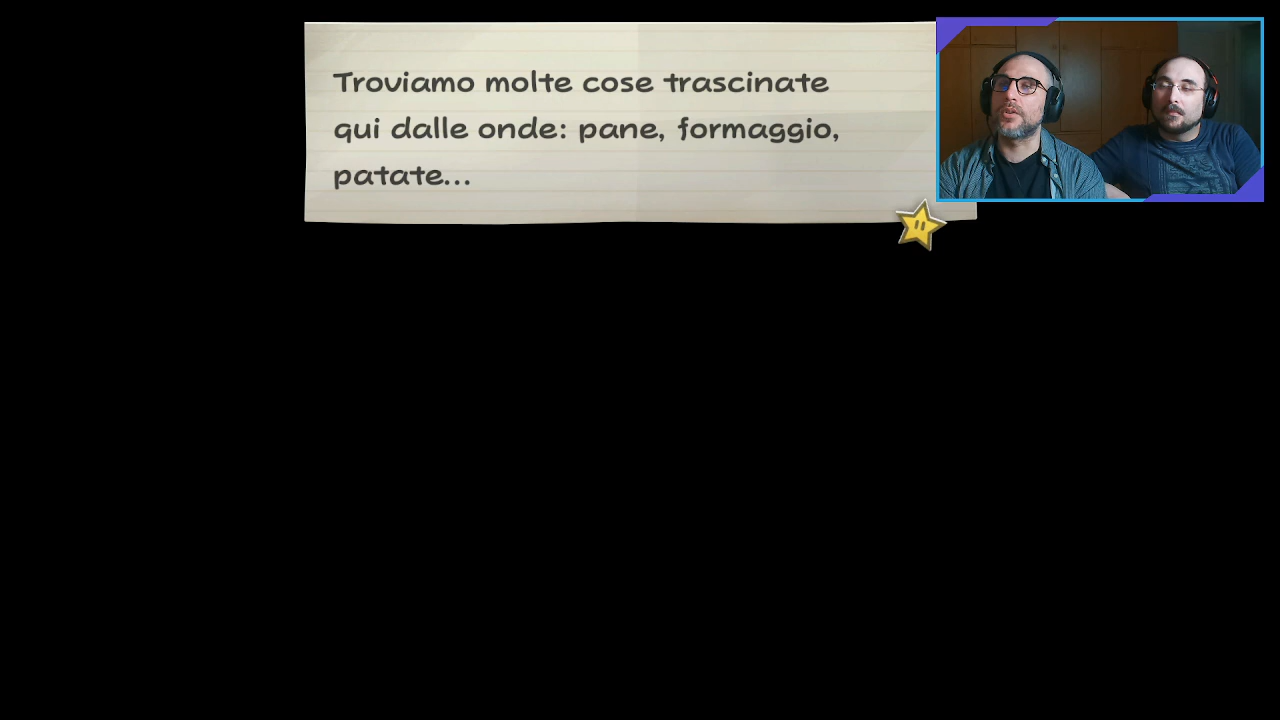 Troviamo molte cose trascinate
qui dalle onde: pane, formaggio,
patate...